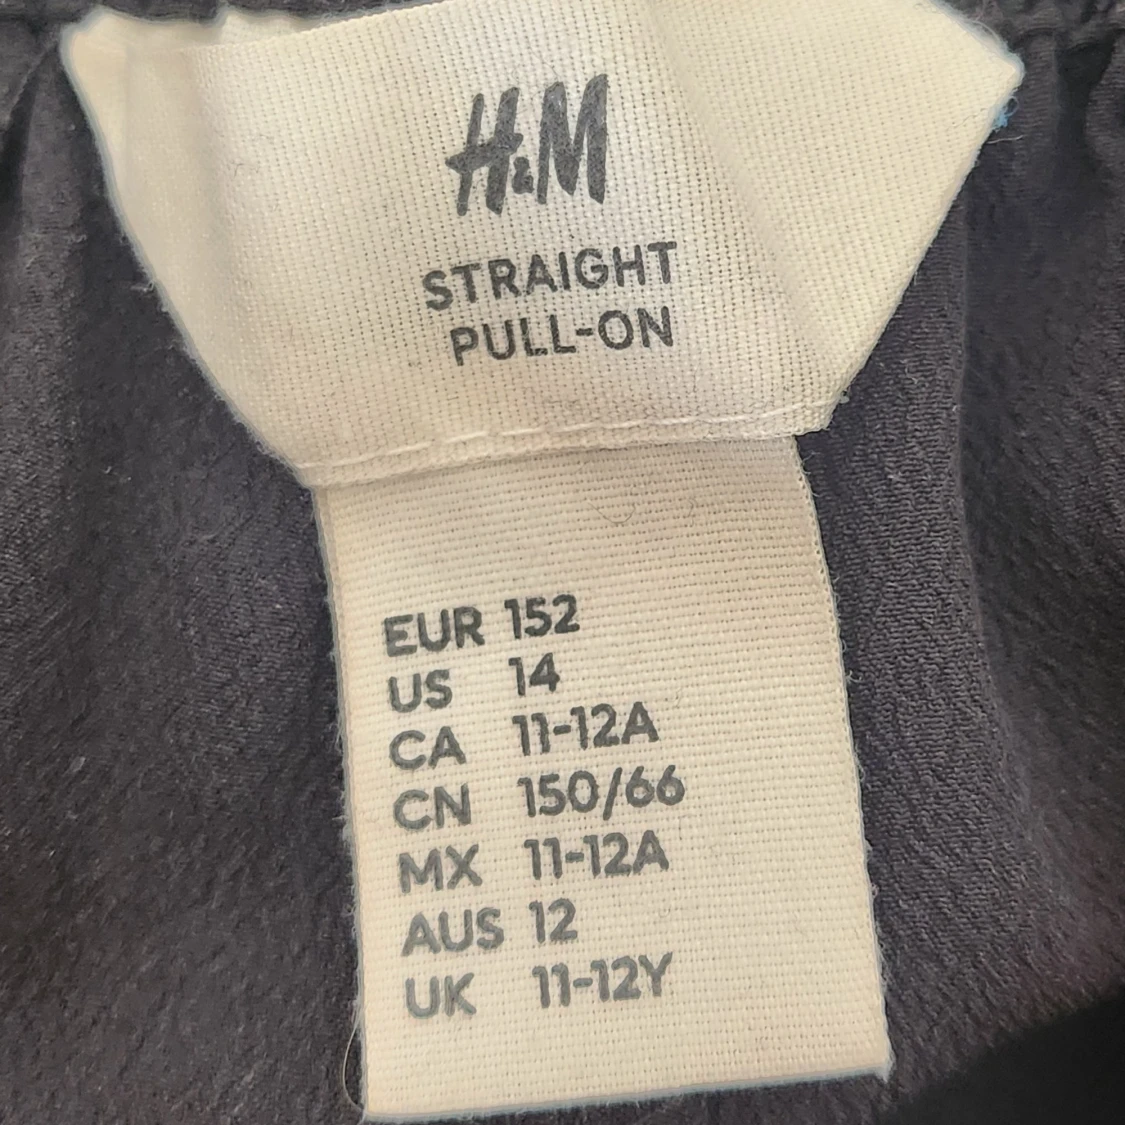 H&M
STRAIGHT
PULL-ON
EUR 152
US 14
CA 11-12A
CN 150/66
MX 11-12A
AUS 12
UK 11-12Y